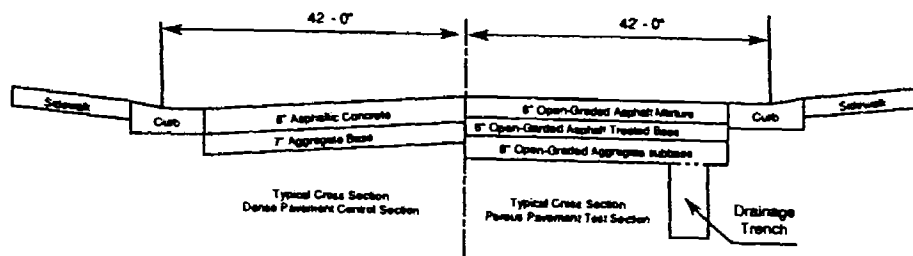 42 - 0"
42 - 0"
Sidewalk
Curb
6" Asphaltic Concrete
7" Aggregate Base
6" Open-Graded Asphalt Mixture
6" Open-Garded Asphalt Treated Base
6" Open-Graded Aggregate subbase
Curb
Sidewalk
Typical Cross Section
Dense Pavement Control Section
Typical Cross Section
Porous Pavement Test Section
Drainage
Trench